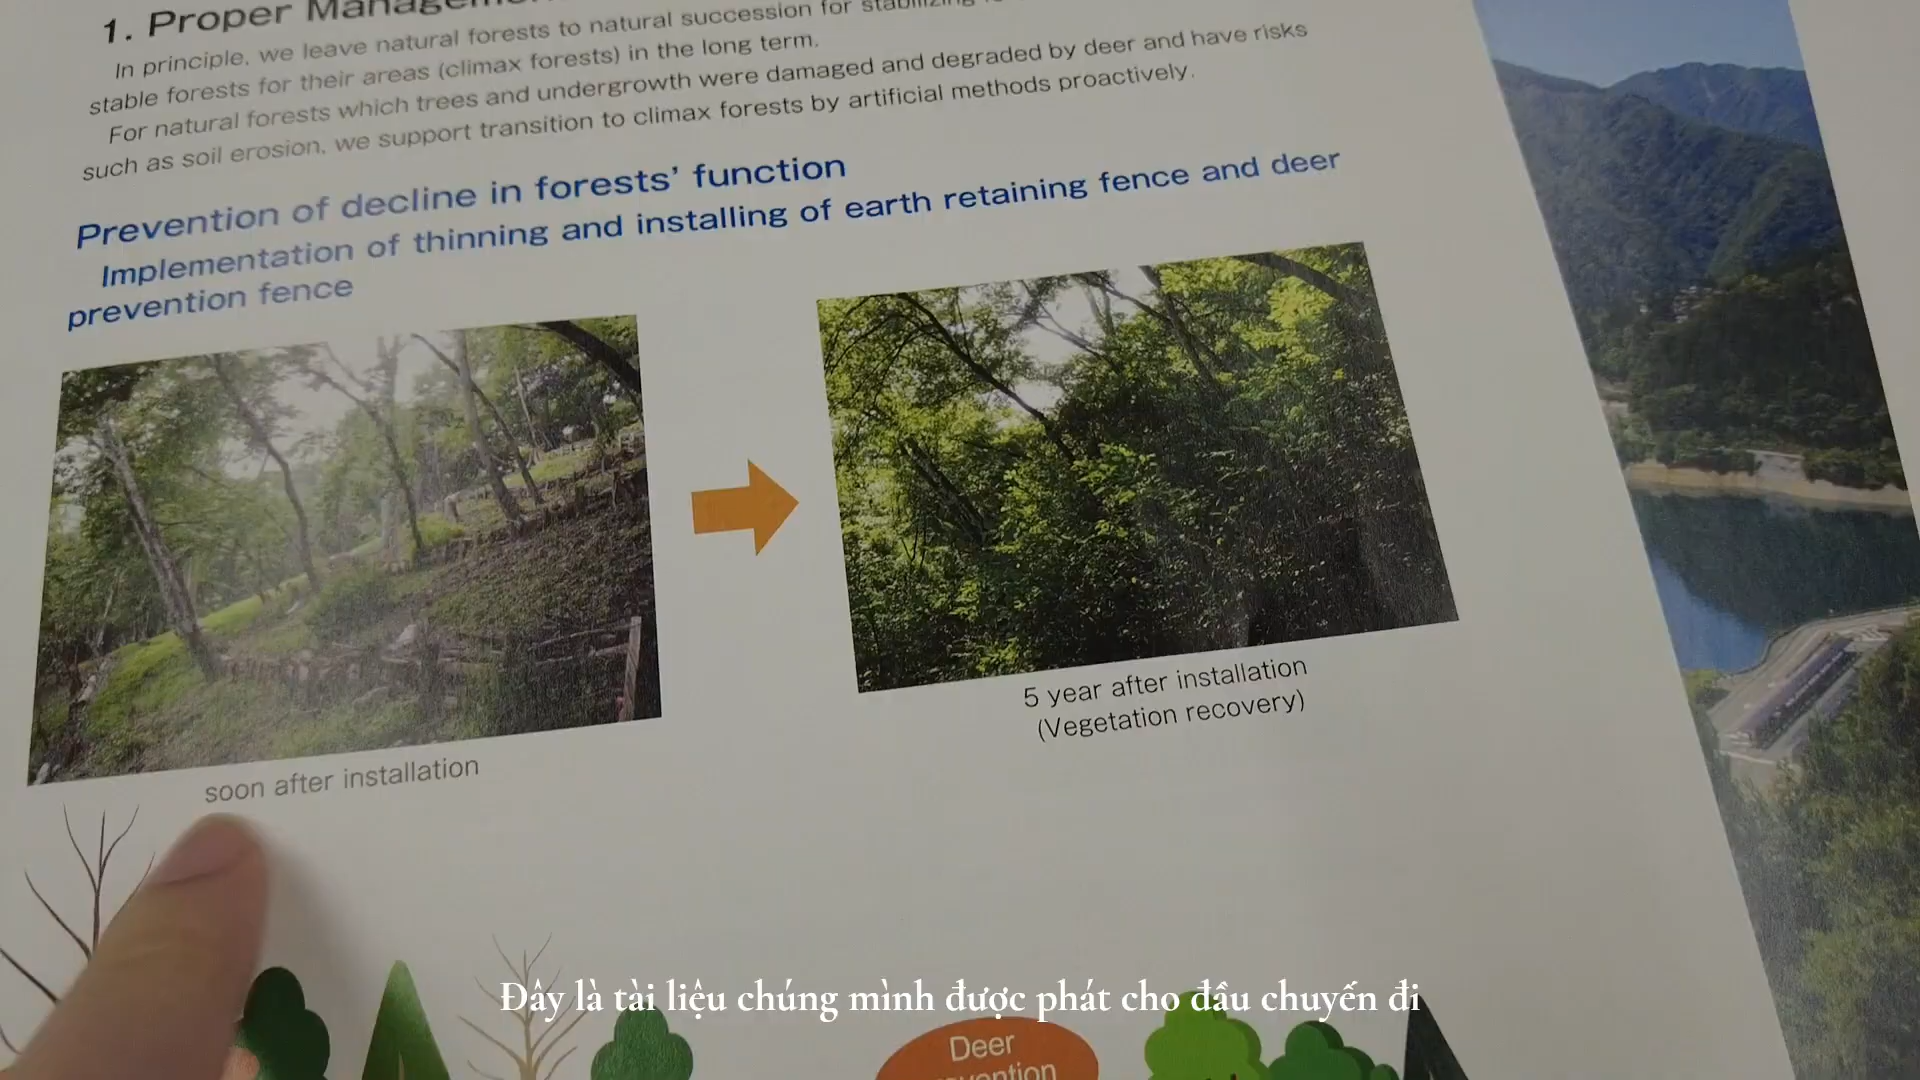 1. Proper
In principle, we leave natural forests to natural succession for
stable forests for their areas (climax forests) in the long term.
For natural forests which trees and undergrowth were damaged and degraded by deer and have risks
such as soil erosion, we support transition to climax forests by artificial methods proactively.
Prevention of decline in forests' function
Implementation of thinning and installing of earth retaining fence and deer
prevention fence
soon after installation
5 year after installation
(Vegetation recovery)
Đây là tài liệu chúng mình được phát cho đầu chuyến đi
Deer